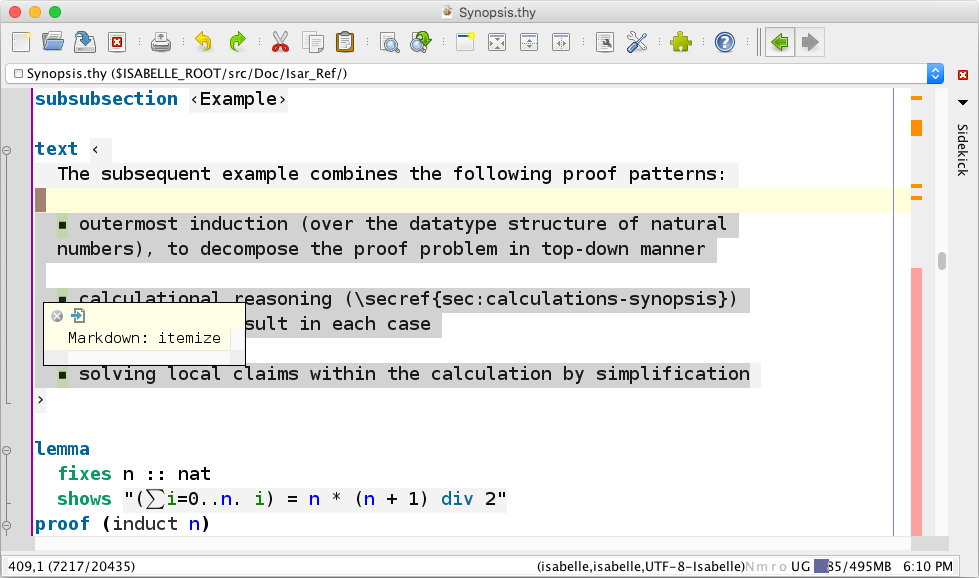 Synopsis.thy
Synopsis.thy ($ISABELLE_ROOT/src/Doc/Isar_Ref/)
subsubsection ‹Example›
text ‹
The subsequent example combines the following proof patterns:
▪ outermost induction (over the datatype structure of natural
numbers), to decompose the proof problem in top-down manner
▪ calculational reasoning (\secref{sec:calculations-synopsis})
sult in each case
Markdown: itemize
▪ solving local claims within the calculation by simplification
›
lemma
fixes n :: nat
shows "(∑i=0..n. i) = n * (n + 1) div 2"
proof (induct n)
Sidekick
409,1 (7217/20435)
(isabelle,isabelle,UTF-8-Isabelle)N m r o UG 35/495MB 6:10 PM